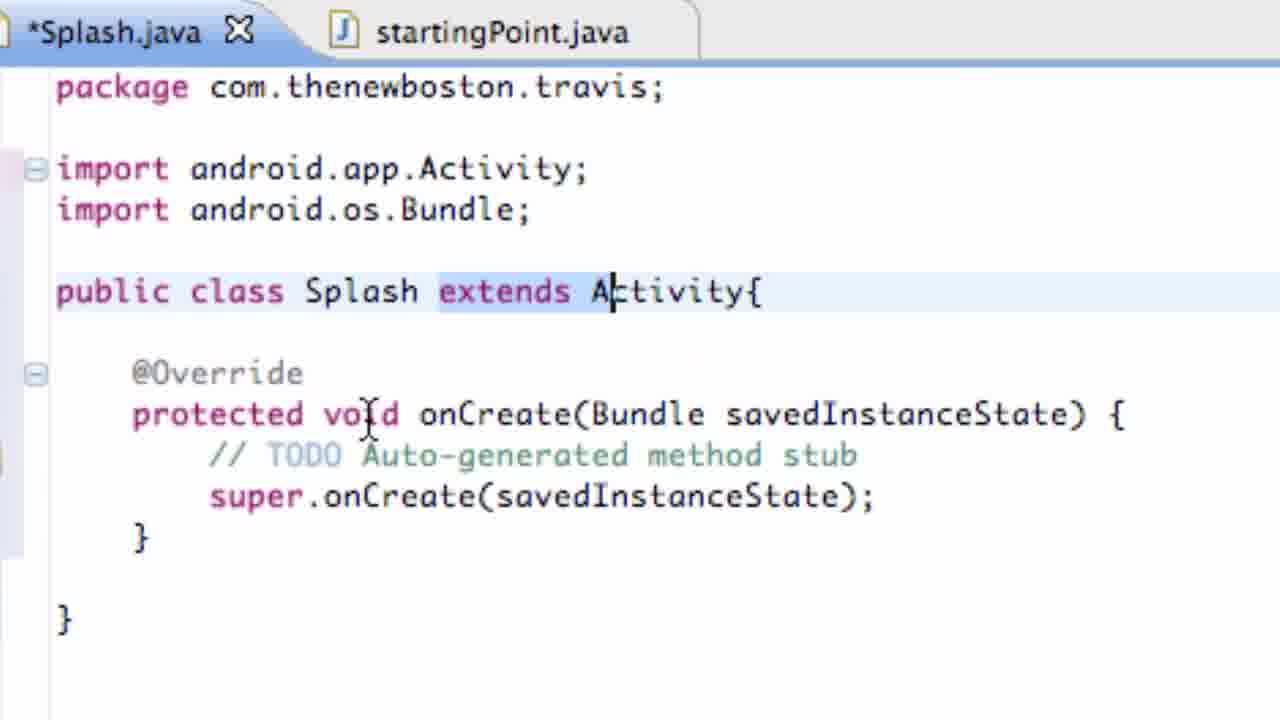 *Splash.java startingPoint.java
package com.thenewboston.travis;
import android.app.Activity;
import android.os.Bundle;
public class Splash extends Activity{
@Override
protected void onCreate(Bundle savedInstanceState) {
// TODO Auto-generated method stub
super.onCreate(savedInstanceState);
}
}